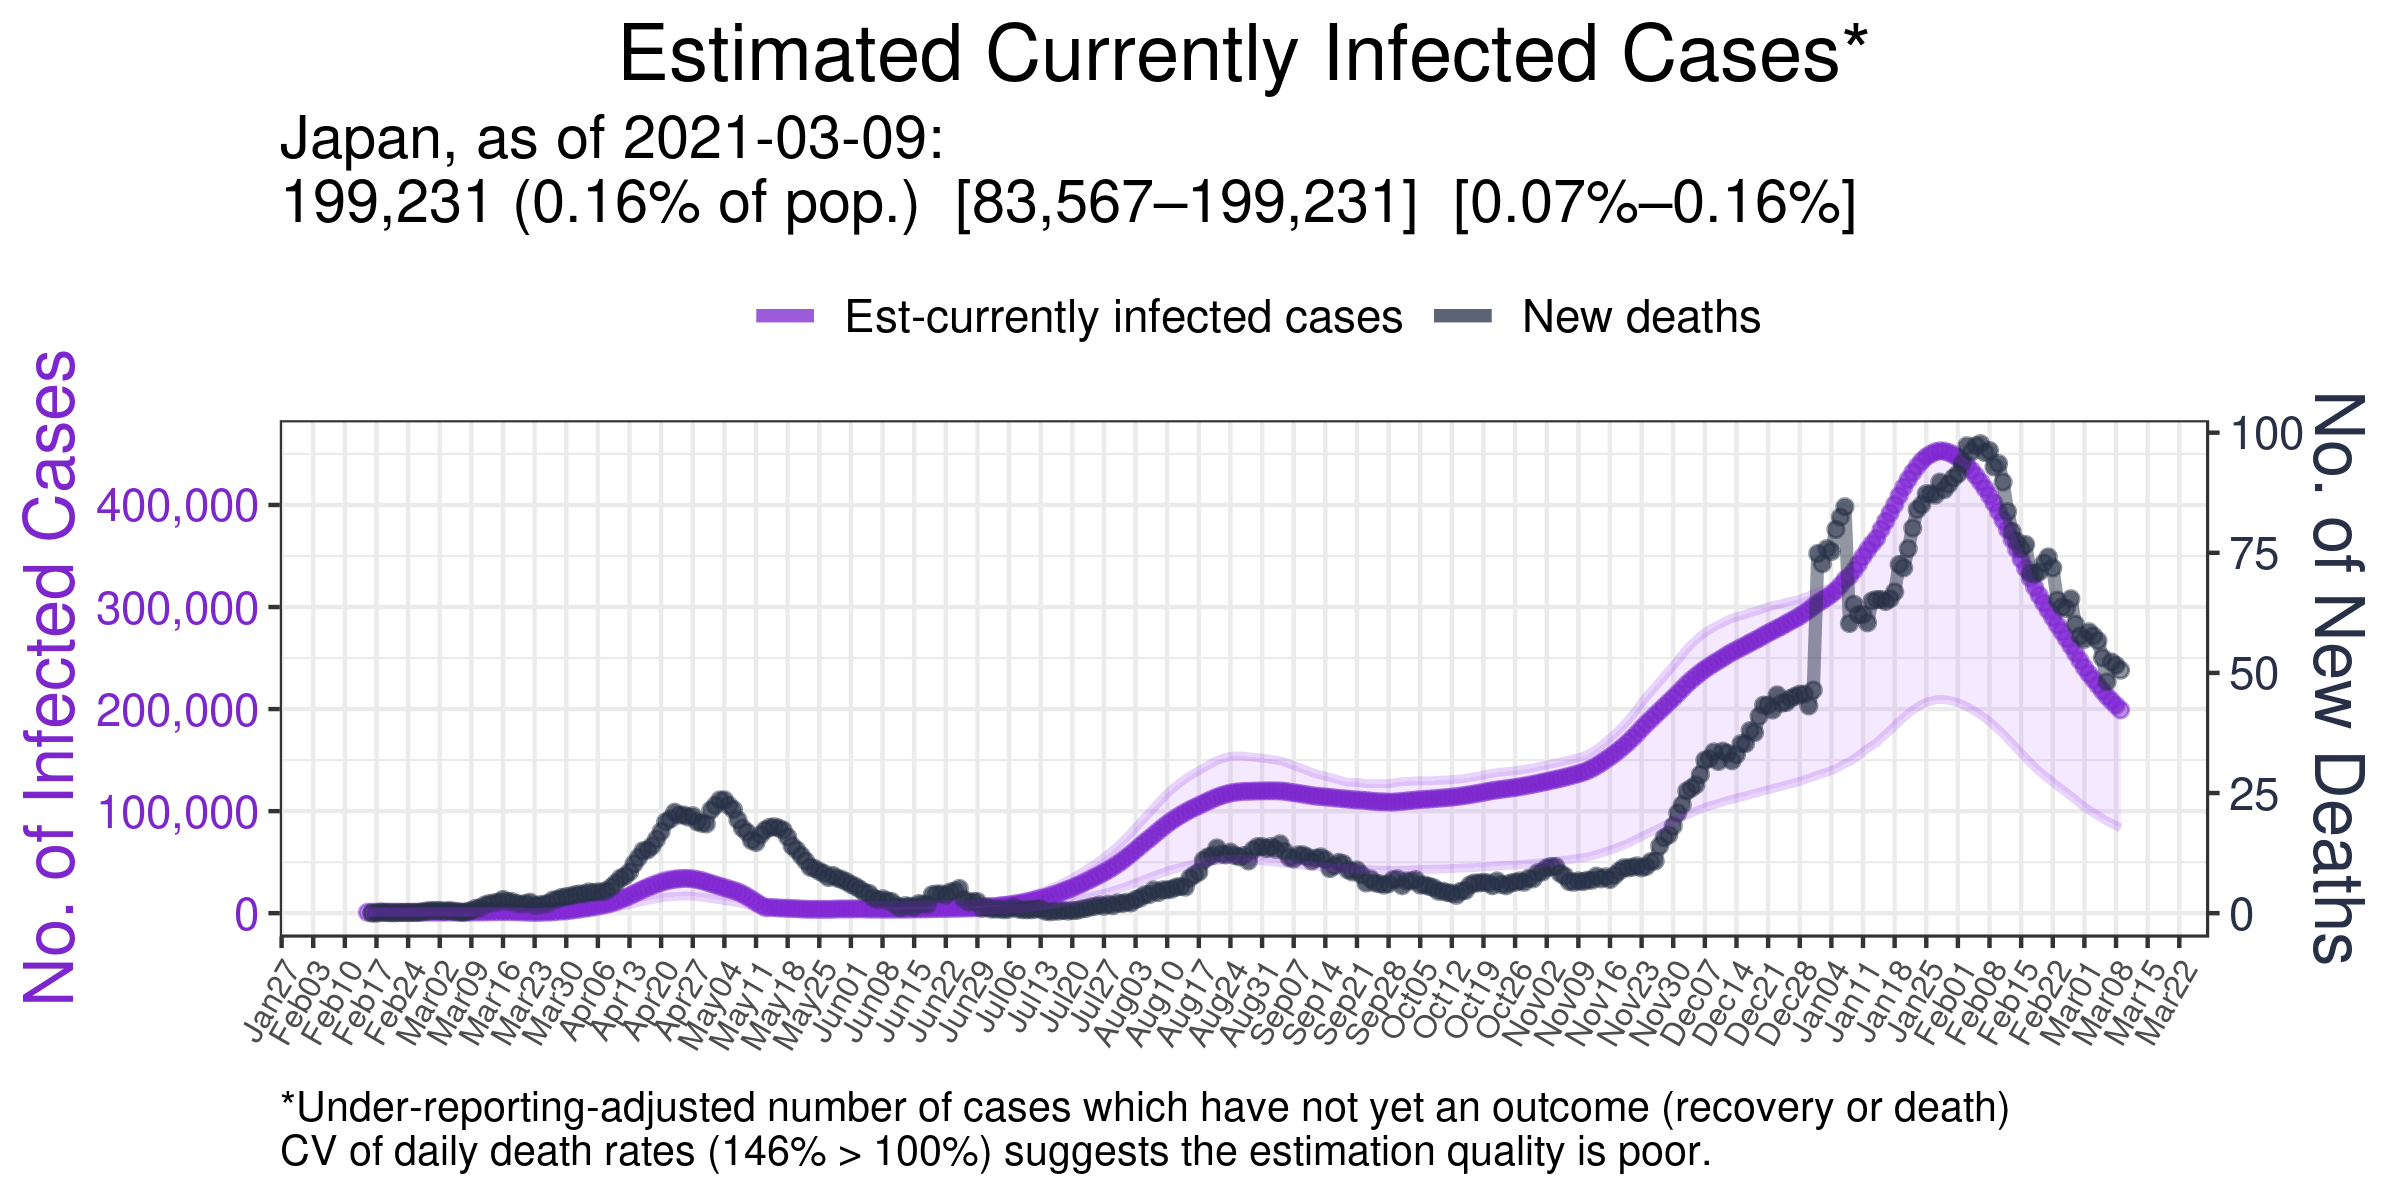 Estimated Currently Infected Cases*
Japan, as of 2021-03-09:
199,231 (0.16% of pop.) [83,567–199,231] [0.07%–0.16%]
Est-currently infected cases New deaths
No. of Infected Cases
400,000
300,000
200,000
100,000
0
100
75
50
25
0
No. of New Deaths
Jan27 Feb03 Feb10 Feb17 Feb24 Mar02 Mar09 Mar16 Mar23 Mar30 Apr06 Apr13 Apr20 Apr27 May04 May11 May18 May25 Jun01 Jun08 Jun15 Jun22 Jun29 Jul06 Jul13 Jul20 Jul27 Aug03 Aug10 Aug17 Aug24 Aug31 Sep07 Sep14 Sep21 Sep28 Oct05 Oct12 Oct19 Oct26 Nov02 Nov09 Nov16 Nov23 Nov30 Dec07 Dec14 Dec21 Dec28 Jan04 Jan11 Jan18 Jan25 Feb01 Feb08 Feb15 Feb22 Mar01 Mar08 Mar15 Mar22
*Under-reporting-adjusted number of cases which have not yet an outcome (recovery or death)
CV of daily death rates (146% > 100%) suggests the estimation quality is poor.